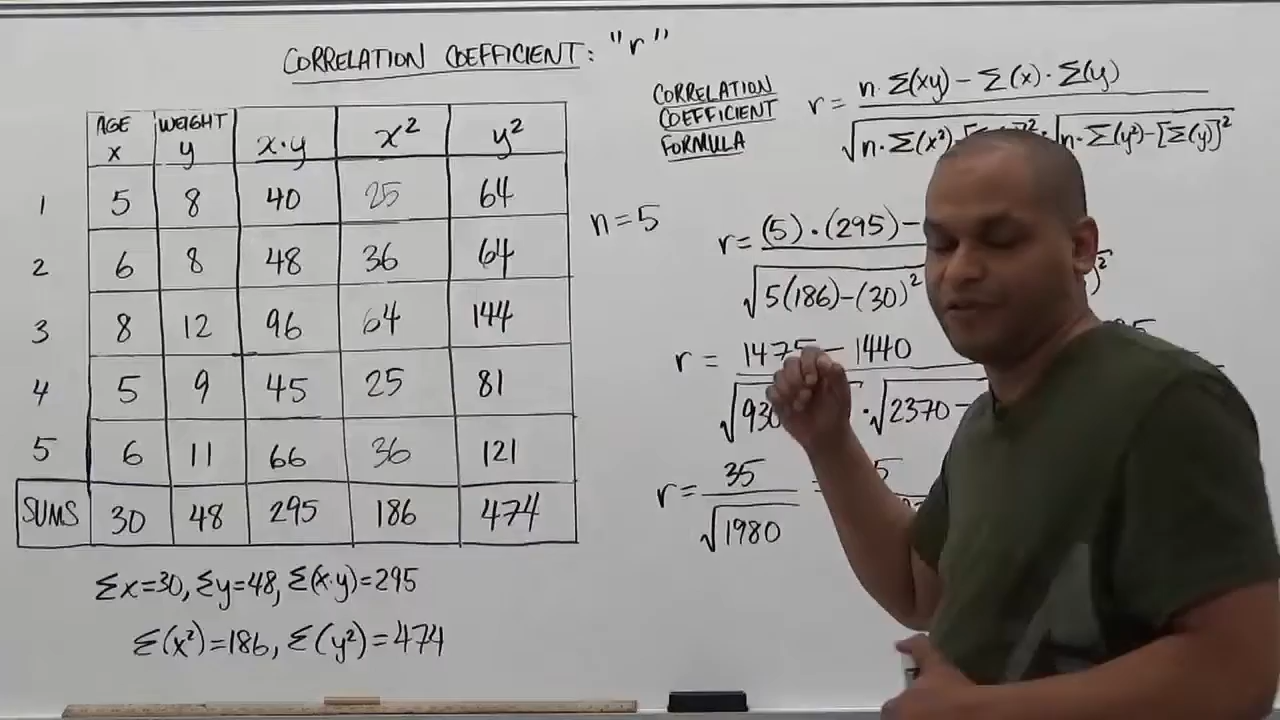 CORRELATION COEFFICIENT: "r"
CORRELATION
COEFFICIENT
FORMULA
r = n·Σ(xy) − Σ(x)·Σ(y)
√n·Σ(x²)− ² · √n·Σ(y²)−[Σ(y)]²
AGE x WEIGHT y x·y x² y²
1 5 8 40 25 64
2 6 8 48 36 64
3 8 12 96 64 144
4 5 9 45 25 81
5 6 11 66 36 121
SUMS 30 48 295 186 474
Σx=30, Σy=48, Σ(x·y)=295
Σ(x²)=186, Σ(y²)=474
n=5
r= (5)·(295)−
√5(186)−(30)² )²
r = 1475 − 1440
√930 · √2370 −
r= 35
√1980